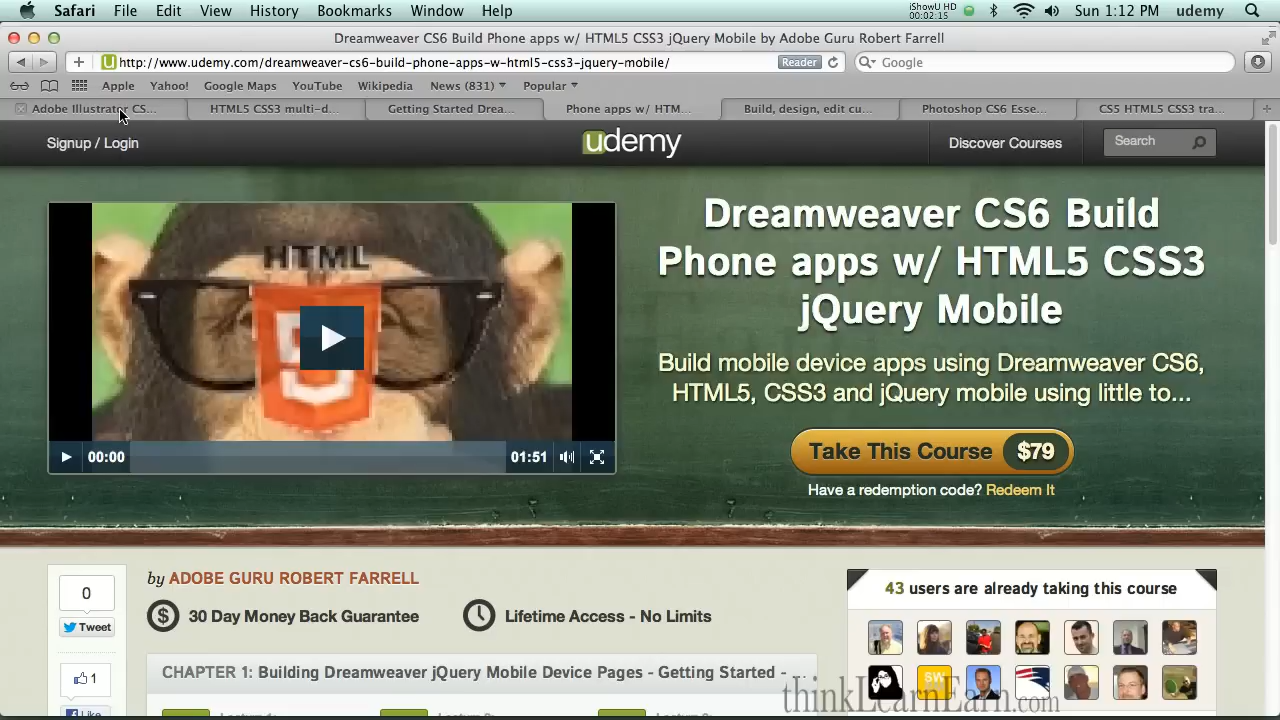 Safari File Edit View History Bookmarks Window Help iShowU HD 00:02:15 Sun 1:12 PM udemy
Dreamweaver CS6 Build Phone apps w/ HTML5 CSS3 jQuery Mobile by Adobe Guru Robert Farrell
http://www.udemy.com/dreamweaver-cs6-build-phone-apps-w-html5-css3-jquery-mobile/ Reader Google
Apple Yahoo! Google Maps YouTube Wikipedia News (831) Popular
Adobe Illustrator CS... HTML5 CSS3 multi-d... Getting Started Drea... Phone apps w/ HTM... Build, design, edit cu... Photoshop CS6 Esse... CS5 HTML5 CSS3 tra...
Signup / Login udemy Discover Courses Search
HTML
5
00:00 01:51
Dreamweaver CS6 Build
Phone apps w/ HTML5 CSS3
jQuery Mobile
Build mobile device apps using Dreamweaver CS6,
HTML5, CSS3 and jQuery mobile using little to...
Take This Course $79
Have a redemption code? Redeem It
0
Tweet
1
Like
by ADOBE GURU ROBERT FARRELL
30 Day Money Back Guarantee Lifetime Access - No Limits
CHAPTER 1: Building Dreamweaver jQuery Mobile Device Pages - Getting Started - ...
43 users are already taking this course
SW
thinkLearnEarn.com